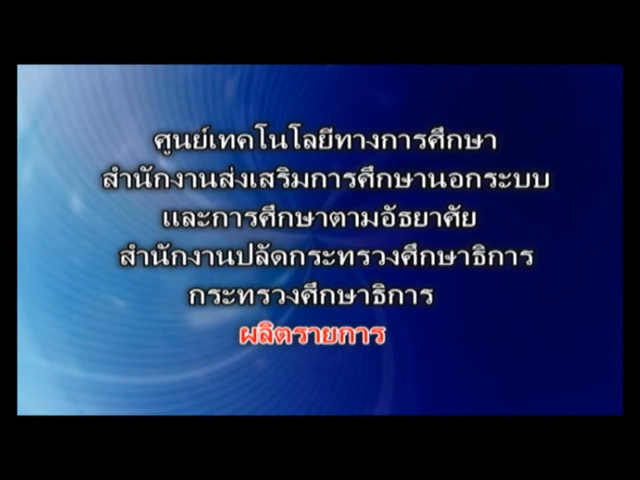 ศูนย์เทคโนโลยีทางการศึกษา
สำนักงานส่งเสริมการศึกษานอกระบบ
และการศึกษาตามอัธยาศัย
สำนักงานปลัดกระทรวงศึกษาธิการ
กระทรวงศึกษาธิการ
ผลิตรายการ